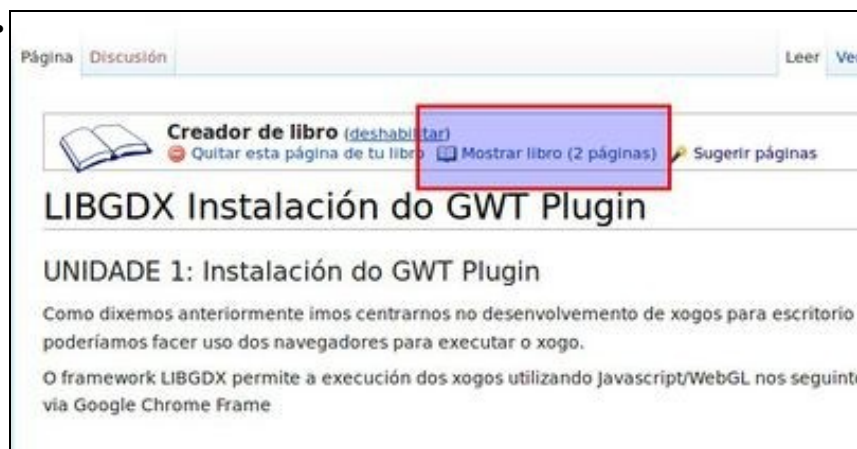 Página Discusión Leer Ver
Creador de libro (deshabilitar)
Quitar esta página de tu libro Mostrar libro (2 páginas) Sugerir páginas
LIBGDX Instalación do GWT Plugin
UNIDADE 1: Instalación do GWT Plugin
Como dixemos anteriormente imos centrarnos no desenvolvemento de xogos para escritorio
poderíamos facer uso dos navegadores para executar o xogo.
O framework LIBGDX permite a execución dos xogos utilizando Javascript/WebGL nos seguinte
via Google Chrome Frame